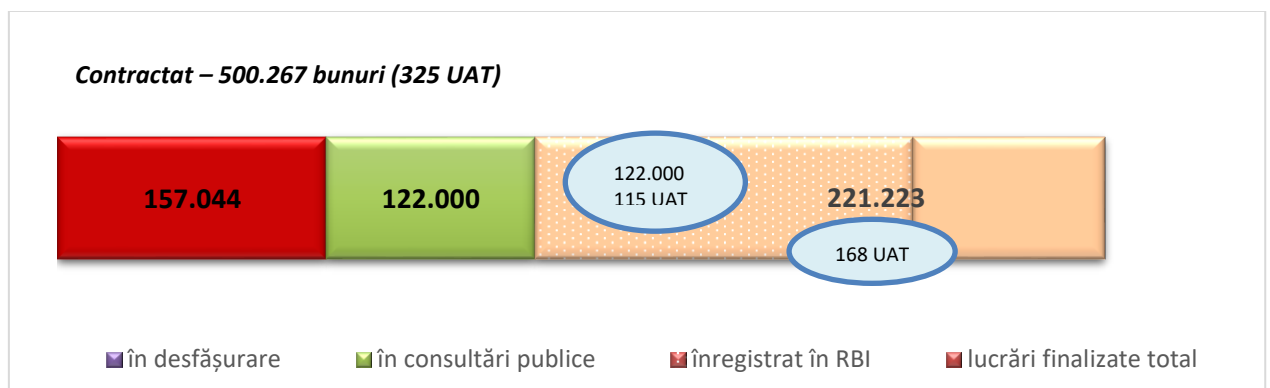 Contractat – 500.267 bunuri (325 UAT)
157.044
122.000
122.000
115 UAT
221.223
168 UAT
în desfășurare
în consultări publice
înregistrat în RBI
lucrări finalizate total